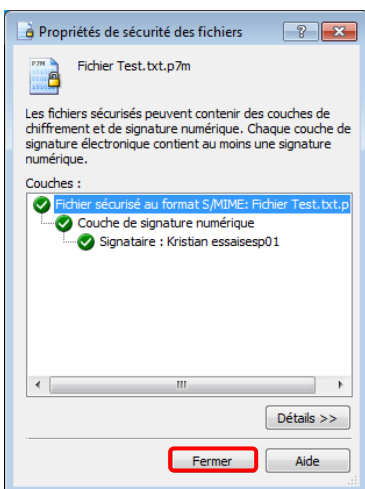 Propriétés de sécurité des fichiers
P7M
Fichier Test.txt.p7m
Les fichiers sécurisés peuvent contenir des couches de
chiffrement et de signature numérique. Chaque couche de
signature électronique contient au moins une signature
numérique.
Couches :
Fichier sécurisé au format S/MIME: Fichier Test.txt.p
Couche de signature numérique
Signataire : Kristian essaisesp01
Détails >>
Fermer
Aide